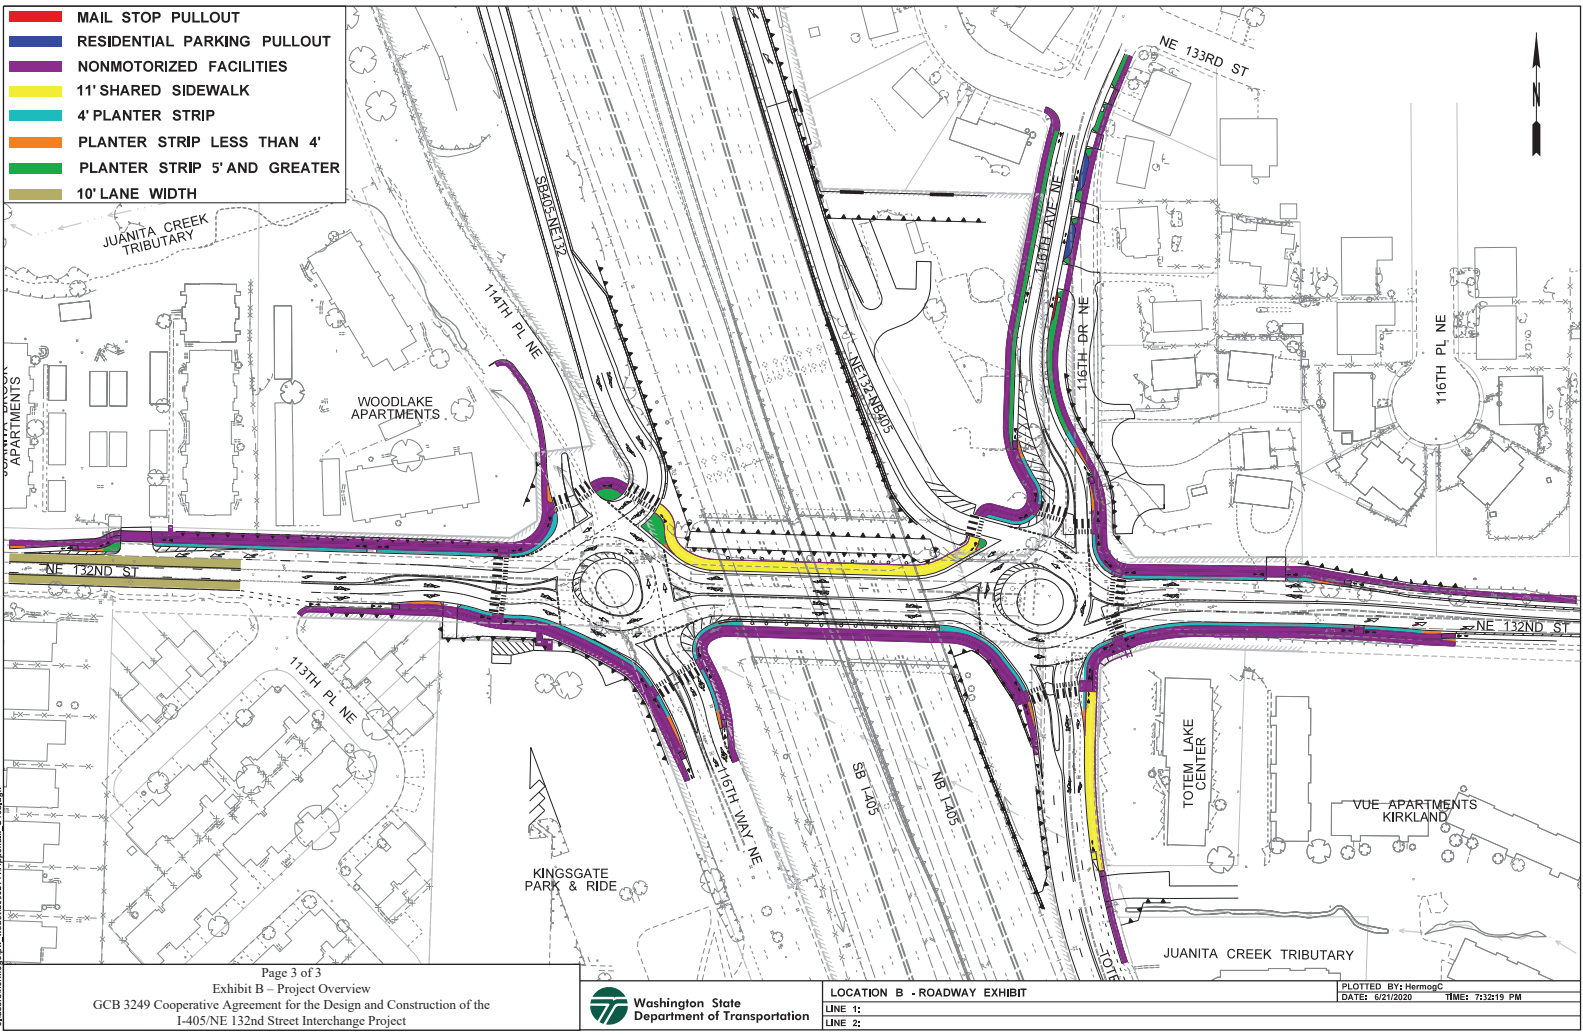 MAIL STOP PULLOUT
RESIDENTIAL PARKING PULLOUT
NONMOTORIZED FACILITIES
11' SHARED SIDEWALK
4' PLANTER STRIP
PLANTER STRIP LESS THAN 4'
PLANTER STRIP 5' AND GREATER
10' LANE WIDTH
NE 133RD ST
N
JUANITA CREEK
TRIBUTARY
SB405-NE132
114TH PL NE
116TH AVE NE
116TH DR NE
116TH PL NE
NE132-NB405
WOODLAKE
APARTMENTS
APARTMENTS
NE 132ND ST
NE 132ND ST
113TH PL NE
116TH WAY NE
SB I-405
NB I-405
TOTEM LAKE
CENTER
VUE APARTMENTS
KIRKLAND
KINGSGATE
PARK & RIDE
JUANITA CREEK TRIBUTARY
Page 3 of 3
Exhibit B – Project Overview
GCB 3249 Cooperative Agreement for the Design and Construction of the
I-405/NE 132nd Street Interchange Project
Washington State
Department of Transportation
LOCATION B - ROADWAY EXHIBIT
LINE 1:
LINE 2:
PLOTTED BY: HermogC
DATE: 6/21/2020 TIME: 7:32:19 PM